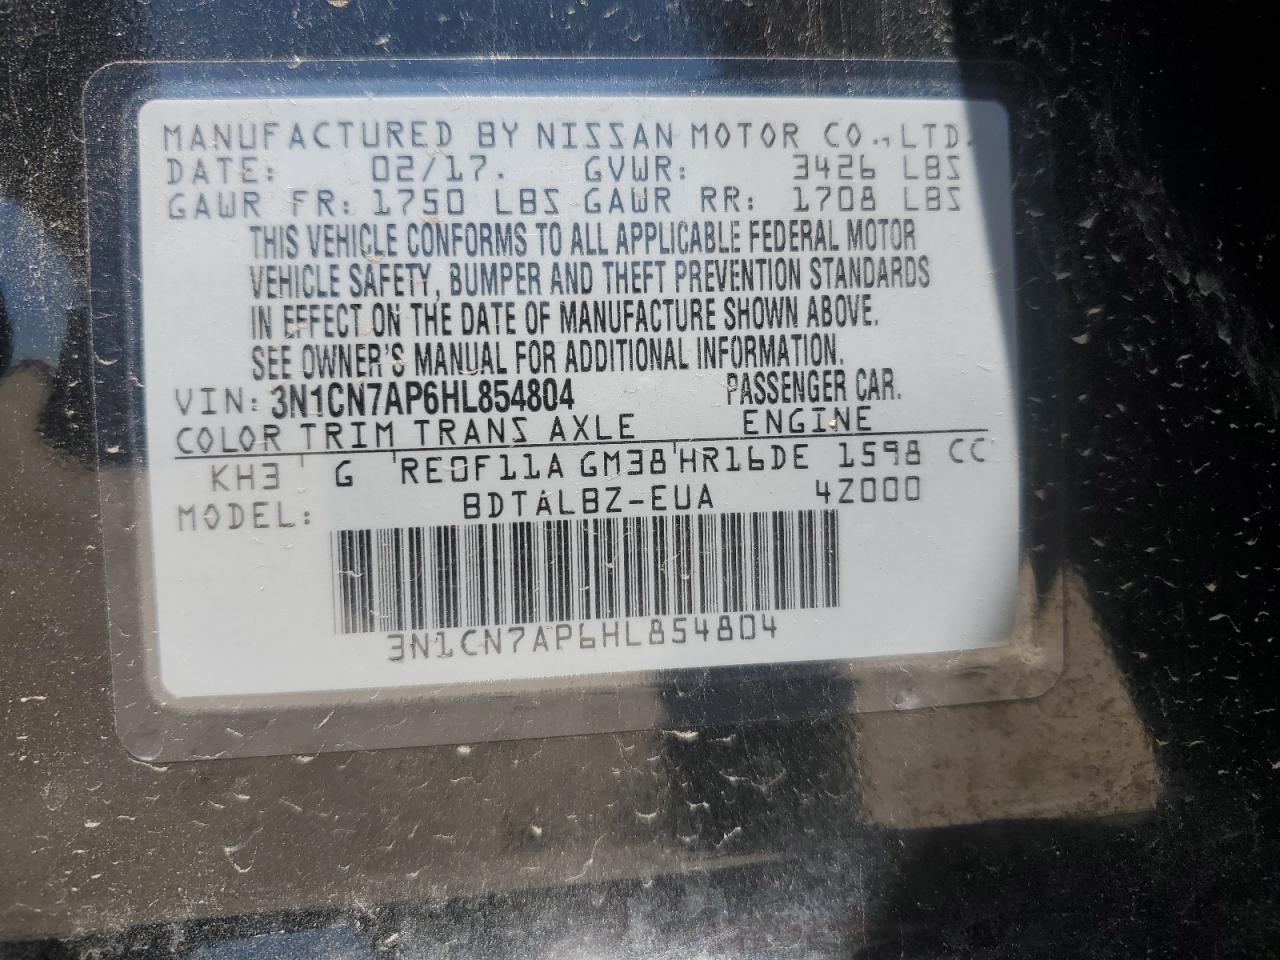 MANUFACTURED BY NISSAN MOTOR CO., LTD.
DATE: 02/17. GVWR: 3426 LBS
GAWR FR: 1750 LBS GAWR RR: 1708 LBS
THIS VEHICLE CONFORMS TO ALL APPLICABLE FEDERAL MOTOR
VEHICLE SAFETY, BUMPER AND THEFT PREVENTION STANDARDS
IN EFFECT ON THE DATE OF MANUFACTURE SHOWN ABOVE.
SEE OWNER'S MANUAL FOR ADDITIONAL INFORMATION.
VIN: 3N1CN7AP6HL854804 PASSENGER CAR.
COLOR TRIM TRANS AXLE ENGINE
KH3 G RE0F11A GM38 HR16DE 1598 CC
MODEL: BDTALBZ-EUA 4Z000
3N1CN7AP6HL854804